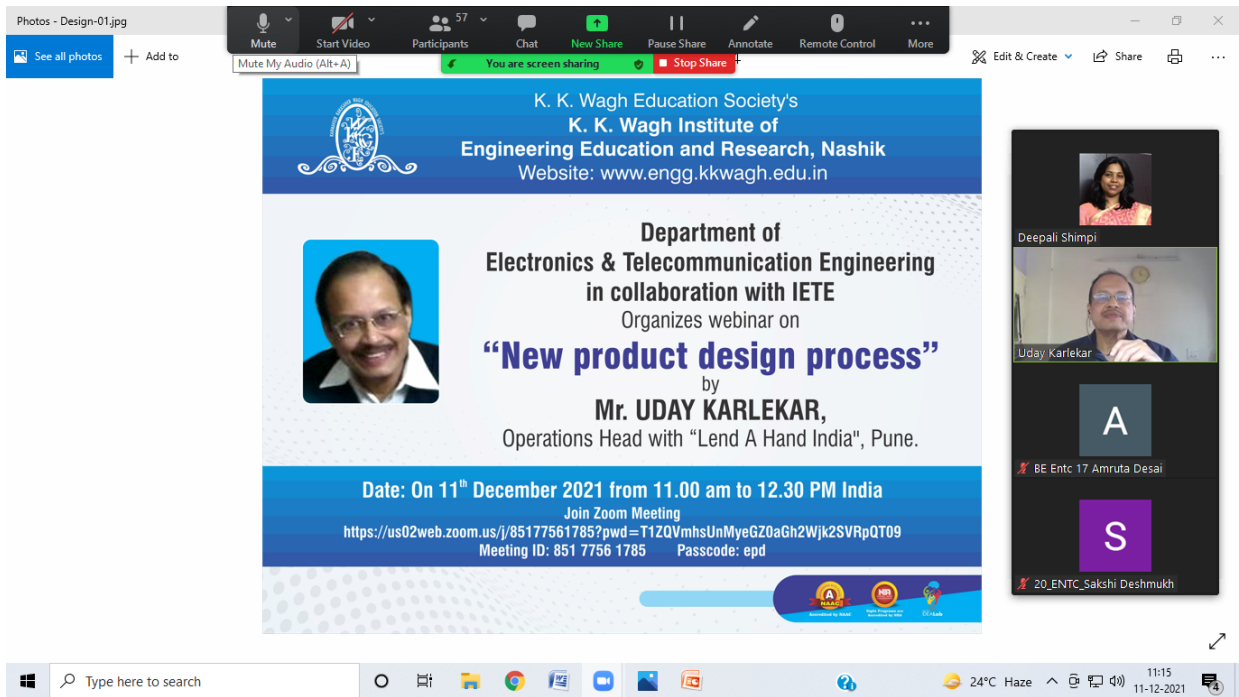 Photos - Design-01.jpg
Mute
Start Video
57
Participants
Chat
New Share
Pause Share
Annotate
Remote Control
More
See all photos
Add to
Mute My Audio (Alt+A)
You are screen sharing
Stop Share
Edit & Create
Share
K. K. Wagh Education Society's
K. K. Wagh Institute of
Engineering Education and Research, Nashik
Website: www.engg.kkwagh.edu.in
Department of
Electronics & Telecommunication Engineering
in collaboration with IETE
Organizes webinar on
“New product design process”
by
Mr. UDAY KARLEKAR,
Operations Head with “Lend A Hand India", Pune.
Date: On 11th December 2021 from 11.00 am to 12.30 PM India
Join Zoom Meeting
https://us02web.zoom.us/j/85177561785?pwd=T1ZQVmhsUnMyeGZ0aGh2Wjk2SVRpQT09
Meeting ID: 851 7756 1785 Passcode: epd
A
NAAC
Deepali Shimpi
Uday Karlekar
A
BE Entc 17 Amruta Desai
S
20_ENTC_Sakshi Deshmukh
Type here to search
24°C Haze
11:15
11-12-2021
4